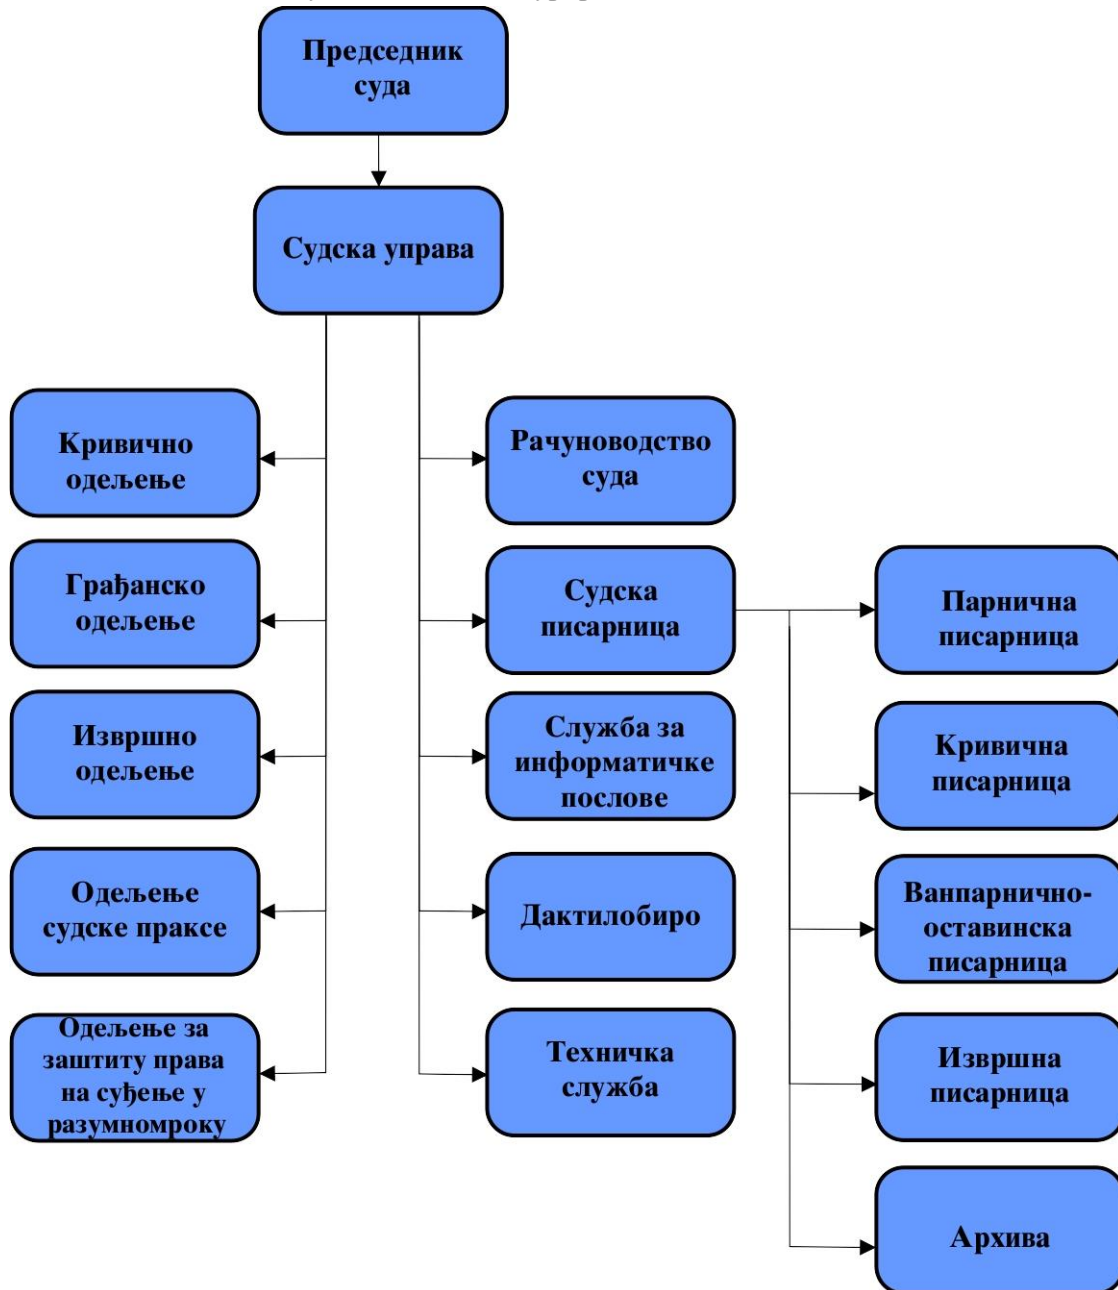 Председник
суда
Судска управа
Кривично
одељење
Грађанско
одељење
Извршно
одељење
Одељење
судске праксе
Одељење за
заштиту права
на суђење у
разумномроку
Рачуноводство
суда
Судска
писарница
Служба за
информатичке
послове
Дактилобиро
Техничка
служба
Парнична
писарница
Кривична
писарница
Ванпарнично-
оставинска
писарница
Извршна
писарница
Архива